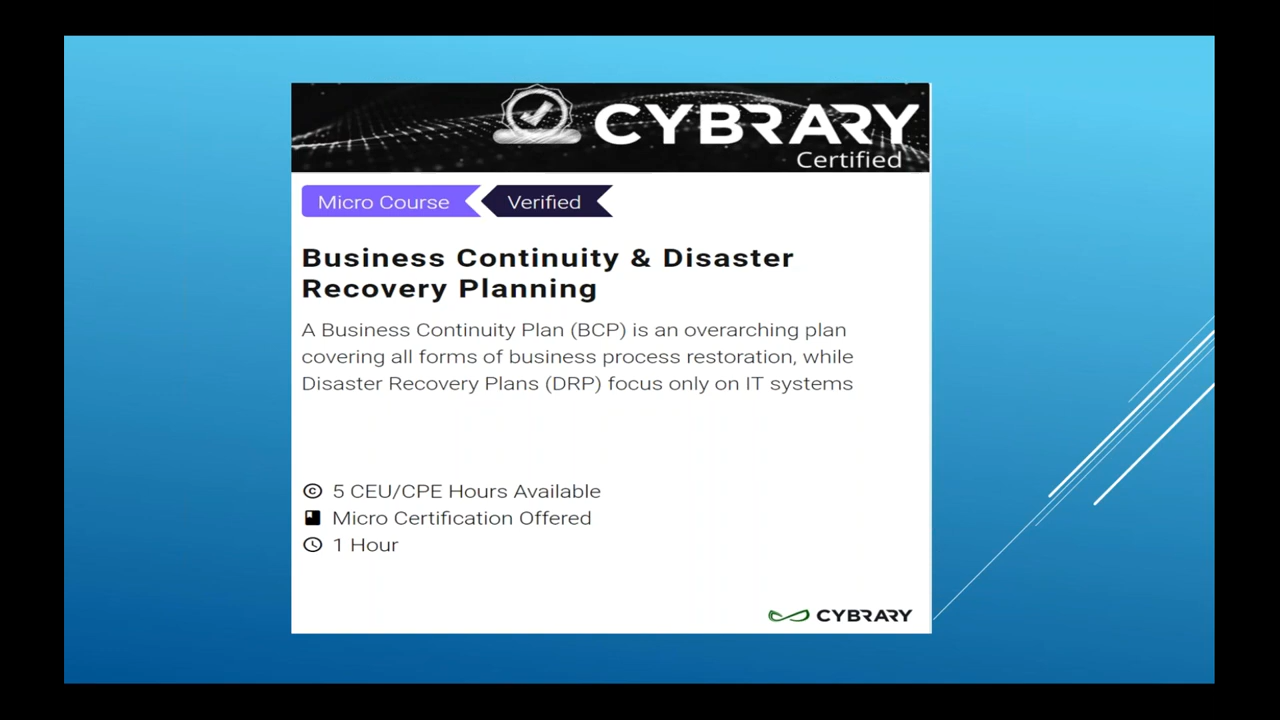 CYBRARY
Certified
Micro Course
Verified
Business Continuity & Disaster
Recovery Planning
A Business Continuity Plan (BCP) is an overarching plan
covering all forms of business process restoration, while
Disaster Recovery Plans (DRP) focus only on IT systems
5 CEU/CPE Hours Available
Micro Certification Offered
1 Hour
CYBRARY